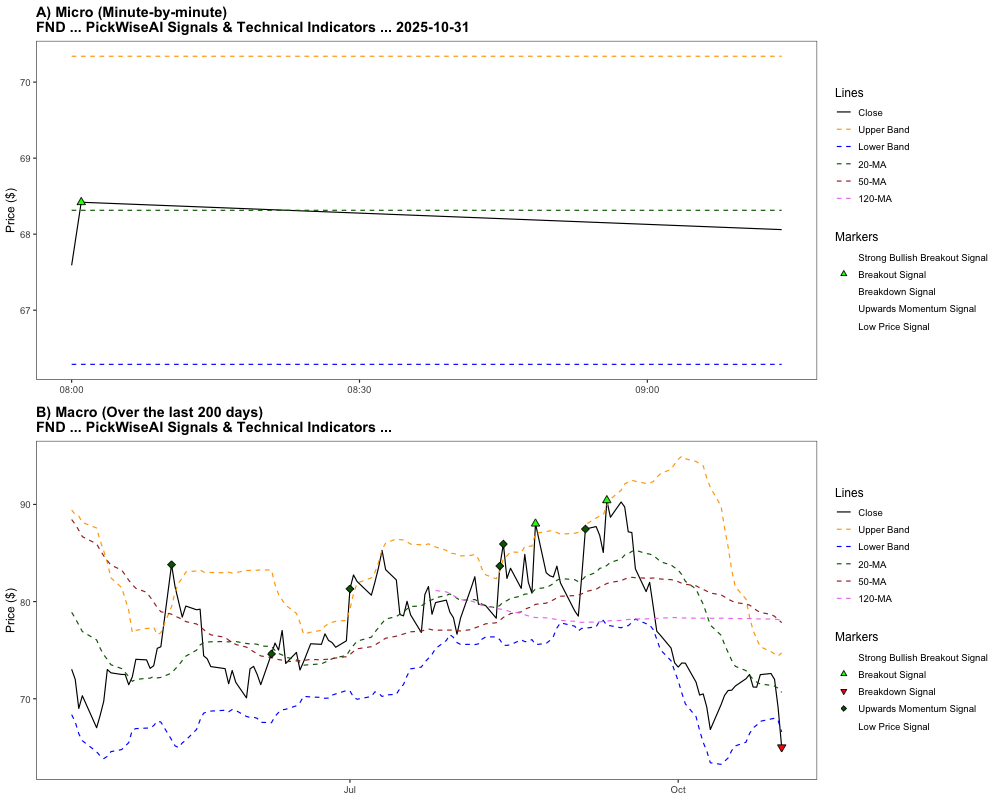 A) Micro (Minute-by-minute)
FND ... PickWiseAI Signals & Technical Indicators ... 2025-10-31
Price ($)
70
69
68
67
08:00
08:30
09:00
Lines
Close
Upper Band
Lower Band
20-MA
50-MA
120-MA
Markers
Strong Bullish Breakout Signal
Breakout Signal
Breakdown Signal
Upwards Momentum Signal
Low Price Signal
B) Macro (Over the last 200 days)
FND ... PickWiseAI Signals & Technical Indicators ...
Price ($)
90
80
70
Jul
Oct
Lines
Close
Upper Band
Lower Band
20-MA
50-MA
120-MA
Markers
Strong Bullish Breakout Signal
Breakout Signal
Breakdown Signal
Upwards Momentum Signal
Low Price Signal